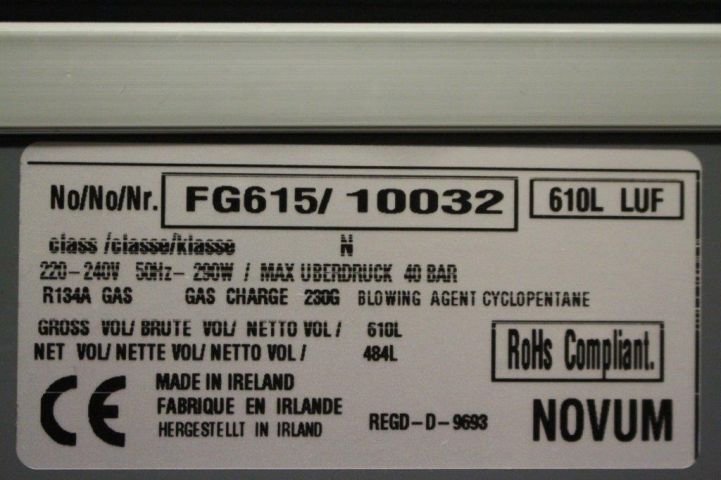 No/No/Nr. FG615/ 10032 610L LUF
class /classe/klasse N
220-240V 50Hz- 290W / MAX UBERDRUCK 40 BAR
R134A GAS GAS CHARGE 230G BLOWING AGENT CYCLOPENTANE
GROSS VOL/ BRUTE VOL/ NETTO VOL/ 610L
NET VOL/ NETTE VOL/ NETTO VOL/ 484L
RoHs Compliant.
CE MADE IN IRELAND
FABRIQUE EN IRLANDE
HERGESTELLT IN IRLAND
REGD-D-9693
NOVUM